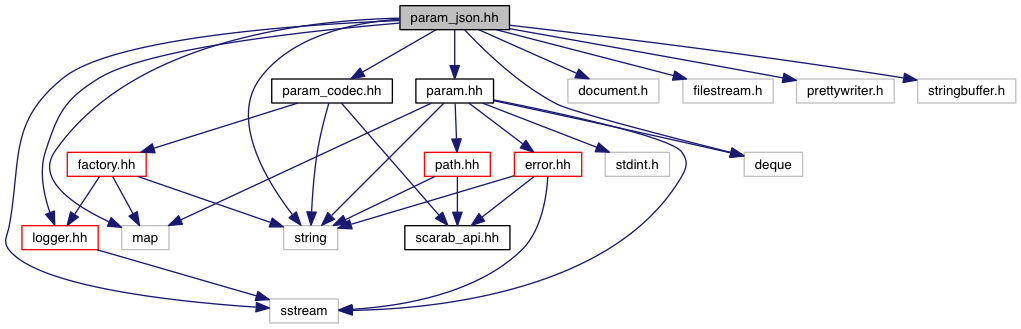 param_json.hh
param_codec.hh
param.hh
document.h
filestream.h
prettywriter.h
stringbuffer.h
factory.hh
path.hh
error.hh
stdint.h
deque
logger.hh
map
string
scarab_api.hh
sstream